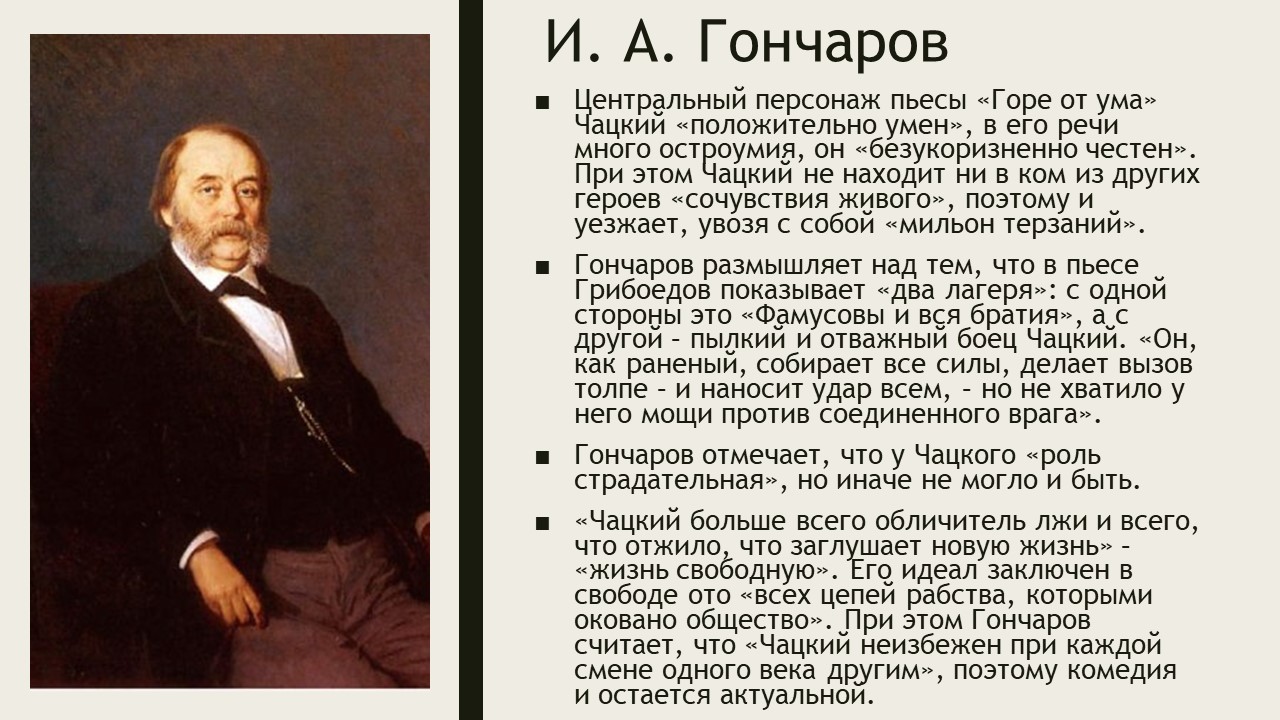 И. А. Гончаров
▪ Центральный персонаж пьесы «Горе от ума»
Чацкий «положительно умен», в его речи
много остроумия, он «безукоризненно честен».
При этом Чацкий не находит ни в ком из других
героев «сочувствия живого», поэтому и
уезжает, увозя с собой «мильон терзаний».
▪ Гончаров размышляет над тем, что в пьесе
Грибоедов показывает «два лагеря»: с одной
стороны это «Фамусовы и вся братия», а с
другой – пылкий и отважный боец Чацкий. «Он,
как раненый, собирает все силы, делает вызов
толпе – и наносит удар всем, – но не хватило у
него мощи против соединенного врага».
▪ Гончаров отмечает, что у Чацкого «роль
страдательная», но иначе не могло и быть.
▪ «Чацкий больше всего обличитель лжи и всего,
что отжило, что заглушает новую жизнь» –
«жизнь свободную». Его идеал заключен в
свободе ото «всех цепей рабства, которыми
оковано общество». При этом Гончаров
считает, что «Чацкий неизбежен при каждой
смене одного века другим», поэтому комедия
и остается актуальной.